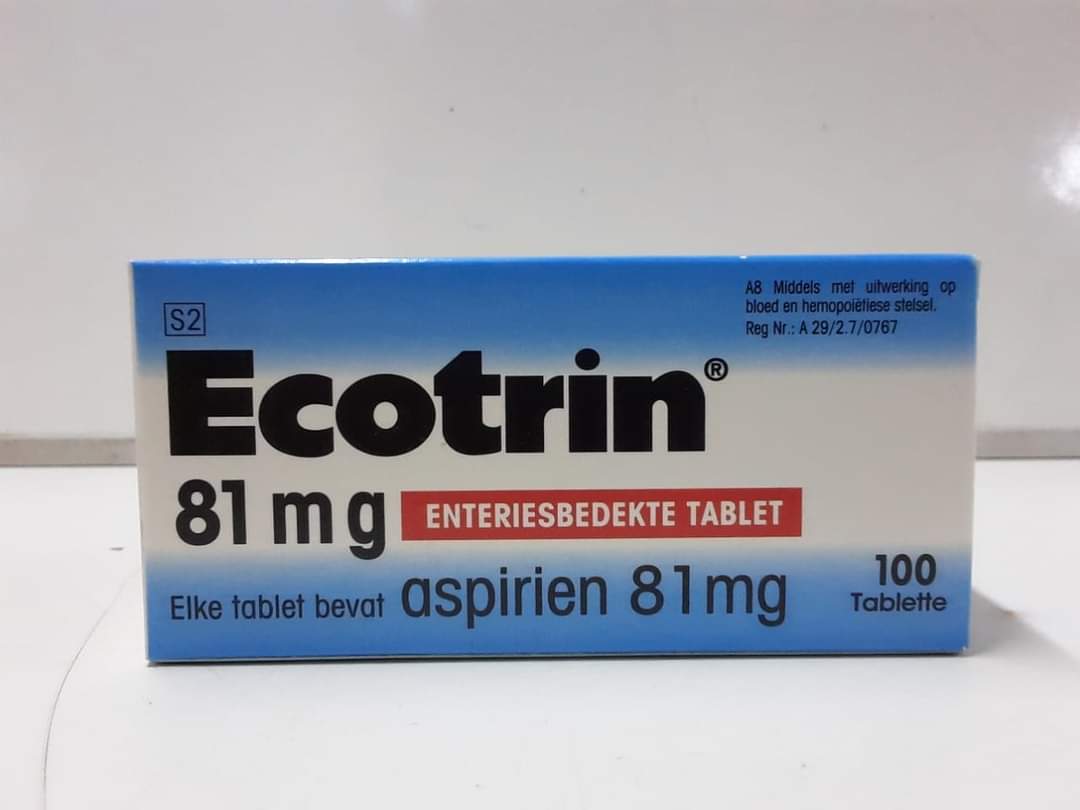 S2
A8 Middels met uitwerking op
bloed en hemopoiëtiese stelsel.
Reg Nr.: A 29/2.7/0767
Ecotrin®
81 mg ENTERIESBEDEKTE TABLET
Elke tablet bevat aspirien 81mg
100
Tablette